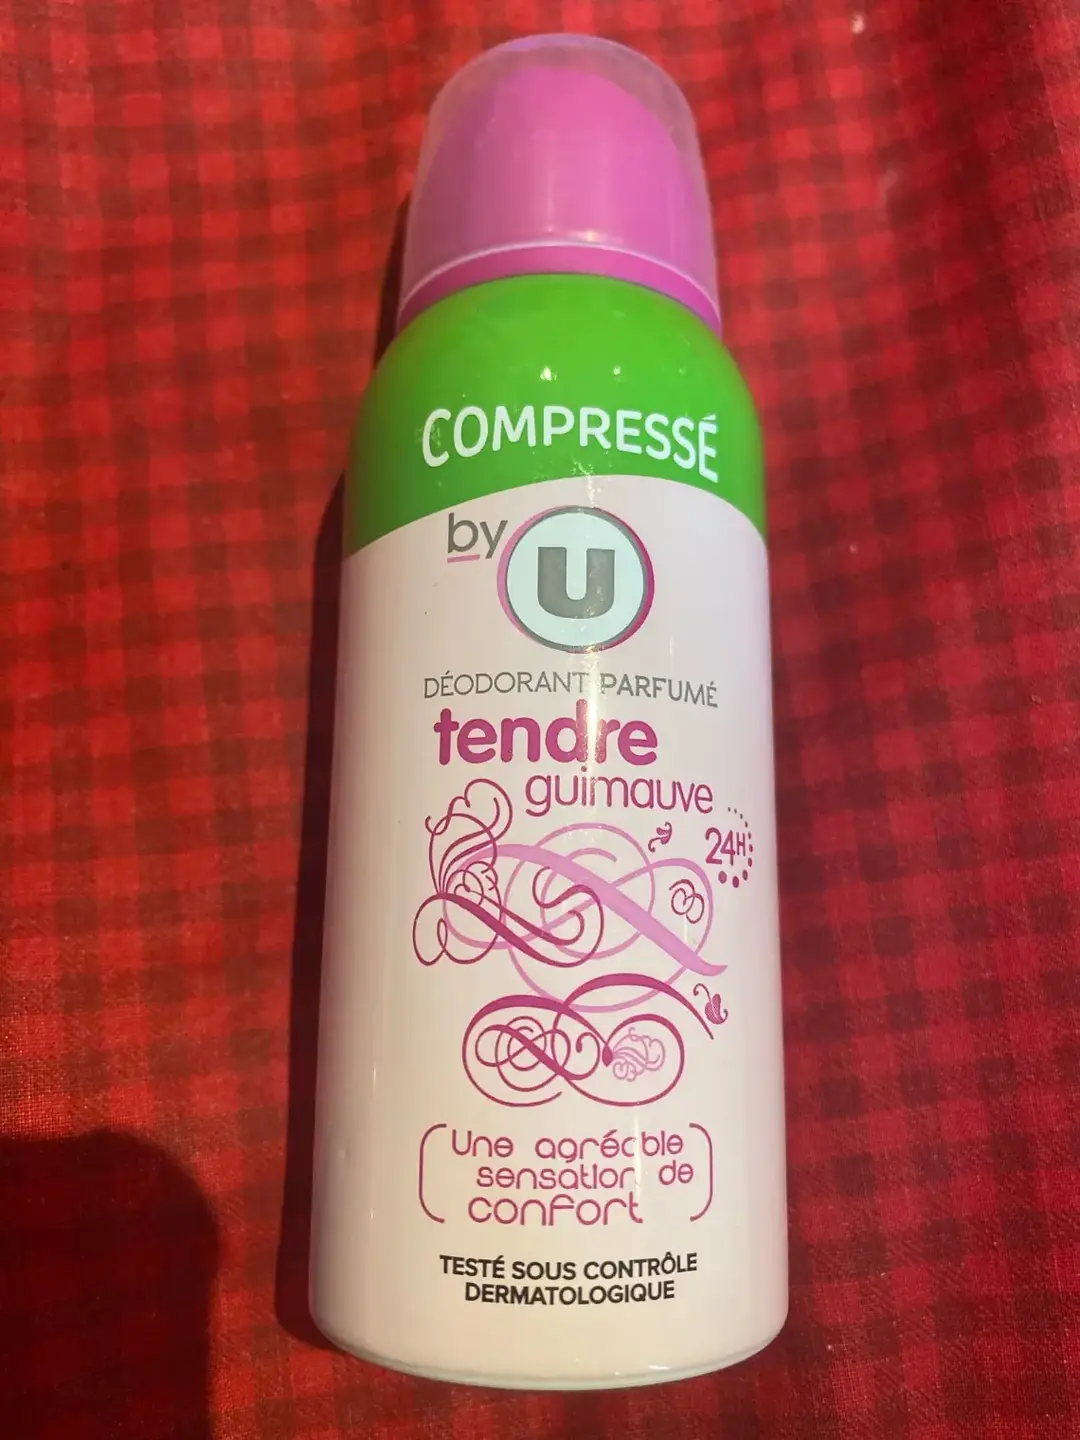 COMPRESSÉ
by U
DÉODORANT PARFUMÉ
tendre
guimauve
24H
Une agréable
sensation de
confort
TESTÉ SOUS CONTRÔLE
DERMATOLOGIQUE